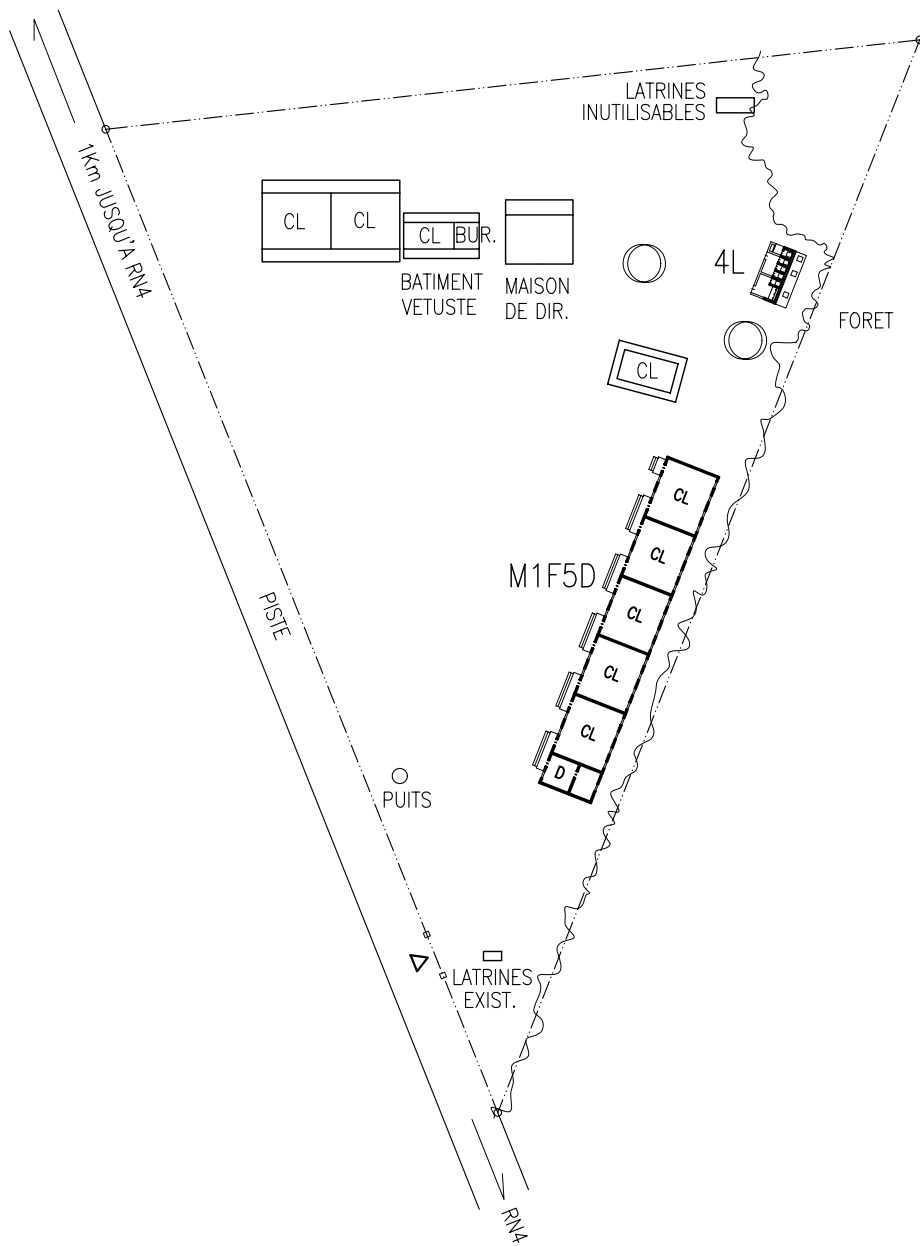 LATRINES
INUTILISABLES
1Km JUSQU'A RN4
CL
CL
CL
BUR.
BATIMENT
VETUSTE
MAISON
DE DIR.
4L
FORET
CL
CL
M1F5D
CL
CL
CL
CL
D
PISTE
PUITS
LATRINES
EXIST.
RN4